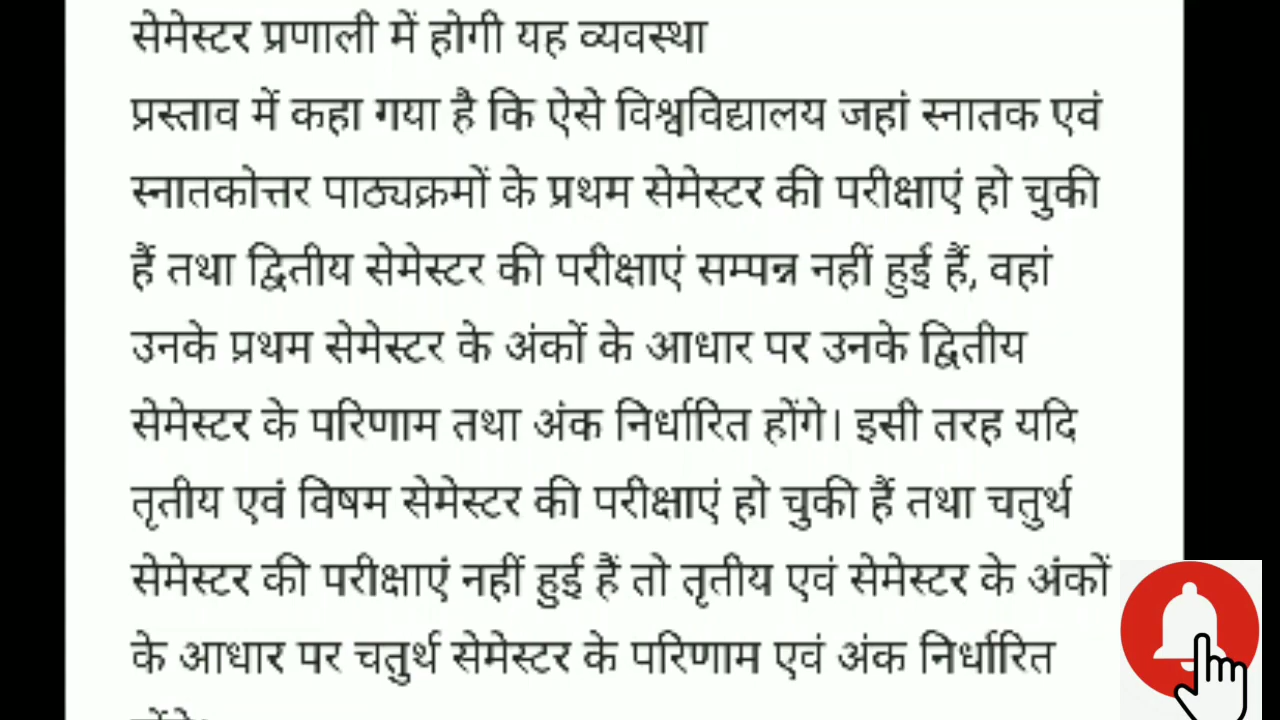 सेमेस्टर प्रणाली में होगी यह व्यवस्था
प्रस्ताव में कहा गया है कि ऐसे विश्वविद्यालय जहां स्नातक एवं
स्नातकोत्तर पाठ्यक्रमों के प्रथम सेमेस्टर की परीक्षाएं हो चुकी
हैं तथा द्वितीय सेमेस्टर की परीक्षाएं सम्पन्न नहीं हुई हैं, वहां
उनके प्रथम सेमेस्टर के अंकों के आधार पर उनके द्वितीय
सेमेस्टर के परिणाम तथा अंक निर्धारित होंगे। इसी तरह यदि
तृतीय एवं विषम सेमेस्टर की परीक्षाएं हो चुकी हैं तथा चतुर्थ
सेमेस्टर की परीक्षाएं नहीं हुई हैं तो तृतीय एवं सेमेस्टर के अंकों
के आधार पर चतुर्थ सेमेस्टर के परिणाम एवं अंक निर्धारित